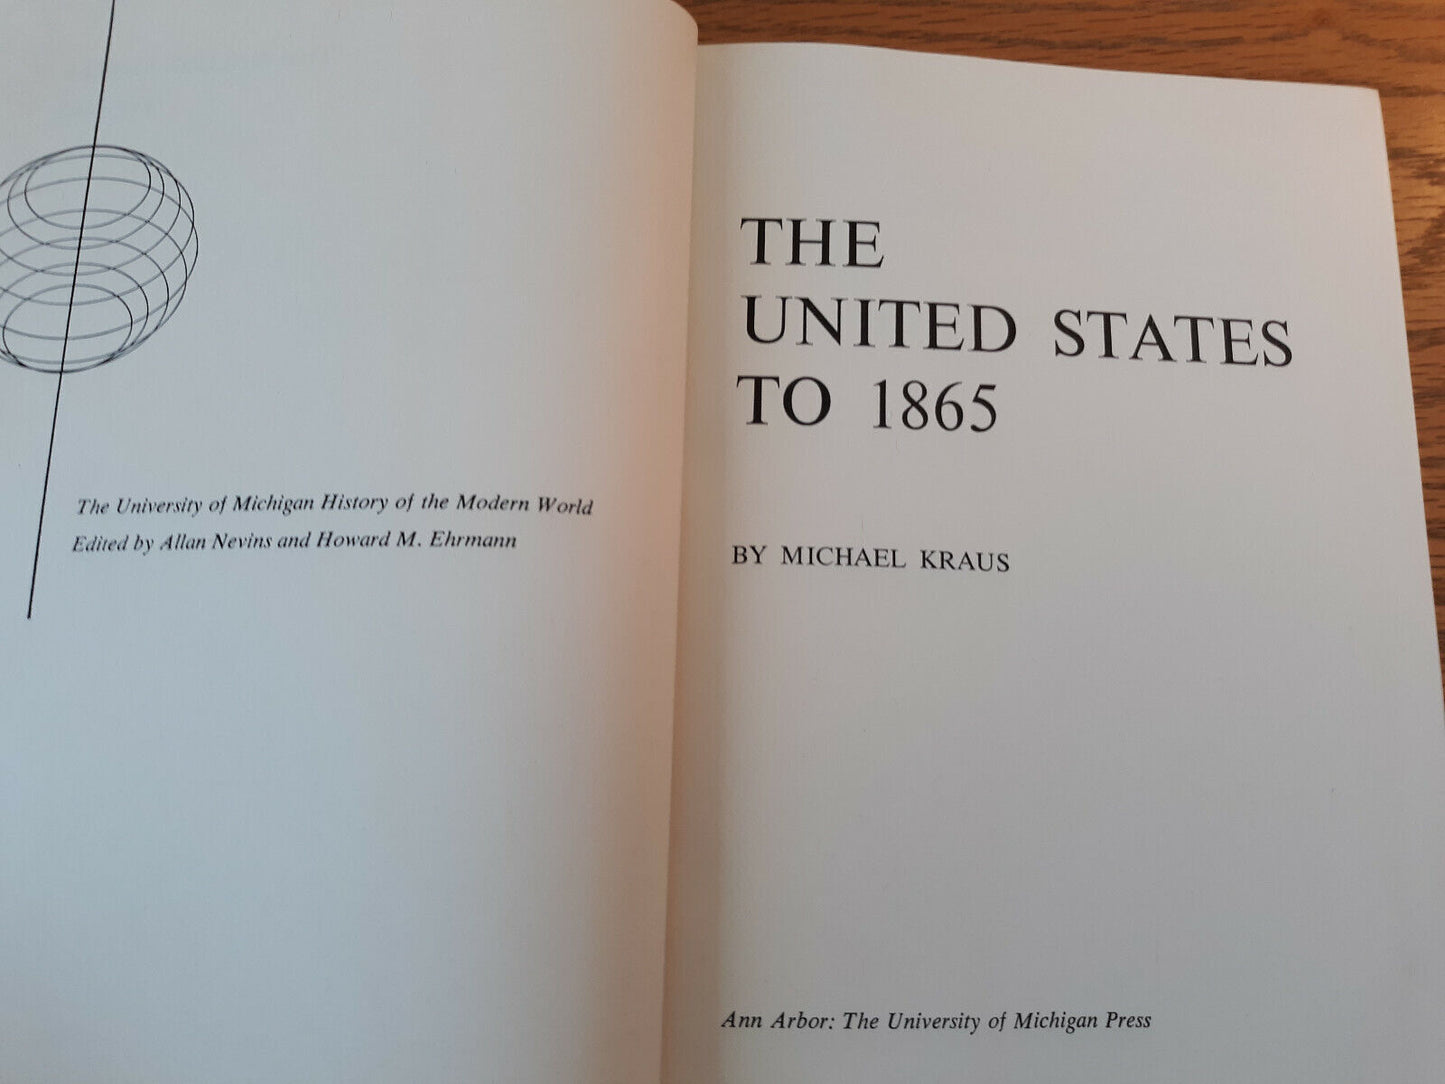 The University of Michigan History of the Modern World
Edited by Allan Nevins and Howard M. Ehrmann
THE
UNITED STATES
TO 1865
BY MICHAEL KRAUS
Ann Arbor: The University of Michigan Press